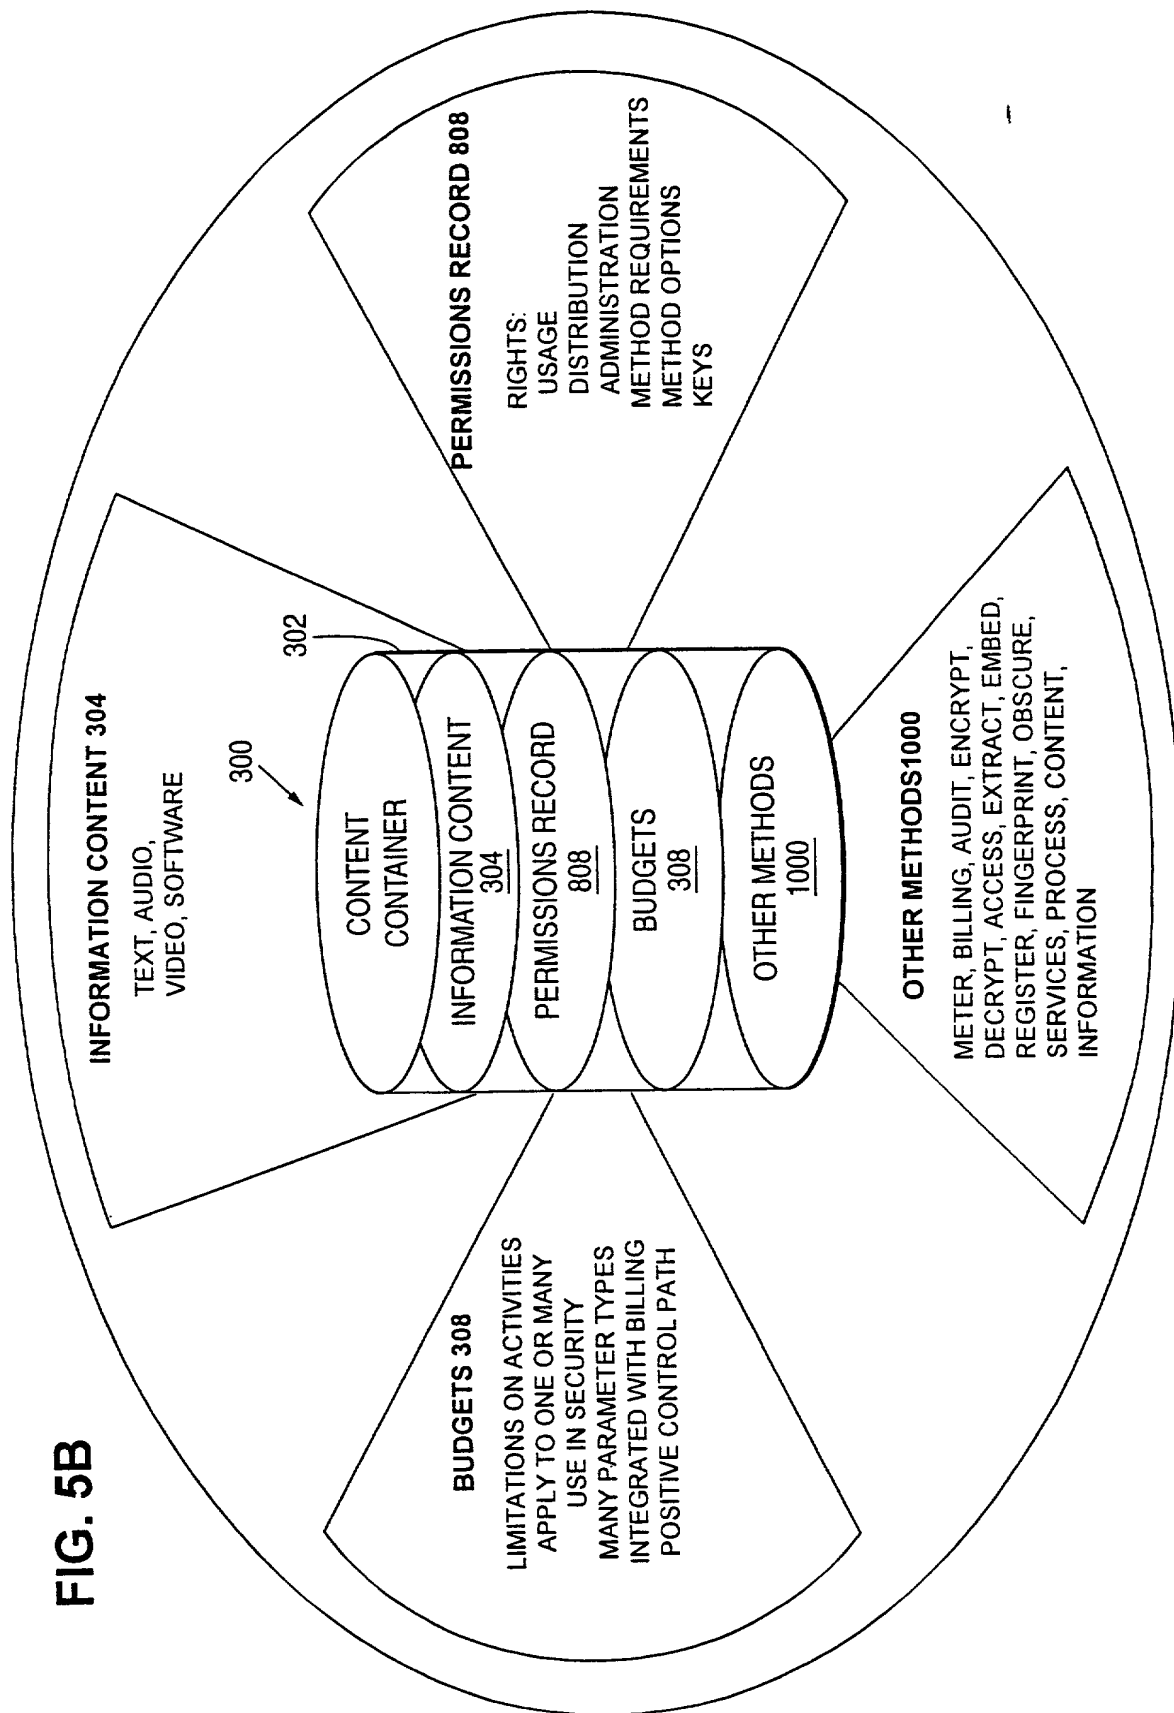 FIG. 5B
INFORMATION CONTENT 304
TEXT, AUDIO,
VIDEO, SOFTWARE
300
302
CONTENT
CONTAINER
INFORMATION CONTENT
304
PERMISSIONS RECORD
808
BUDGETS
308
OTHER METHODS
1000
BUDGETS 308
LIMITATIONS ON ACTIVITIES
APPLY TO ONE OR MANY
USE IN SECURITY
MANY PARAMETER TYPES
INTEGRATED WITH BILLING
POSITIVE CONTROL PATH
PERMISSIONS RECORD 808
RIGHTS:
USAGE
DISTRIBUTION
ADMINISTRATION
METHOD REQUIREMENTS
METHOD OPTIONS
KEYS
OTHER METHODS1000
METER, BILLING, AUDIT, ENCRYPT,
DECRYPT, ACCESS, EXTRACT, EMBED,
REGISTER, FINGERPRINT, OBSCURE,
SERVICES, PROCESS, CONTENT,
INFORMATION